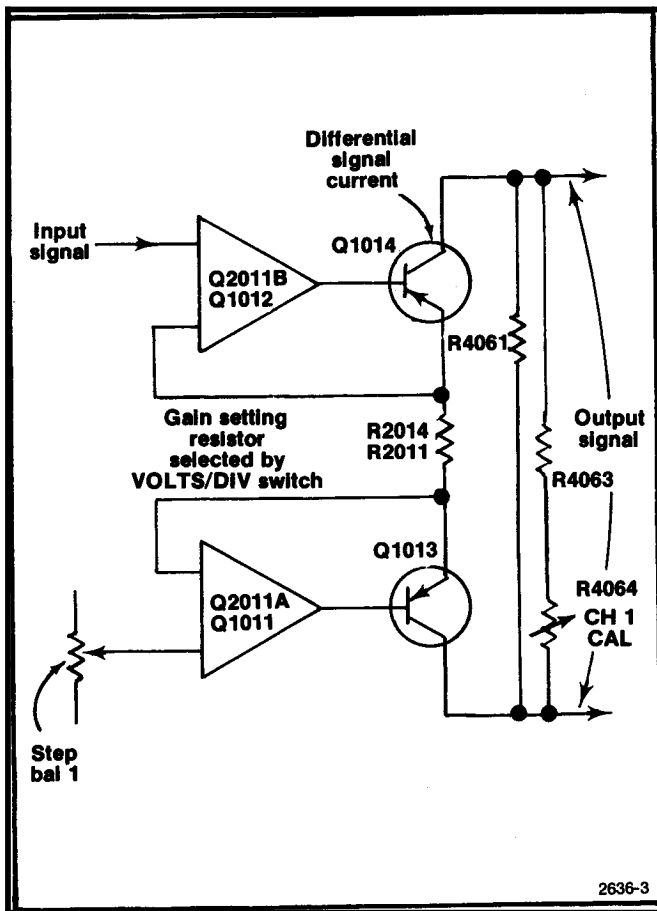 Differential
signal
current
Input
signal
Q1014
Q2011B
Q1012
R4061
Gain setting
resistor
selected by
VOLTS/DIV switch
R2014
R2011
Output
signal
R4063
Q1013
Q2011A
Q1011
R4064
CH 1
CAL
Step
bal 1
2636-3